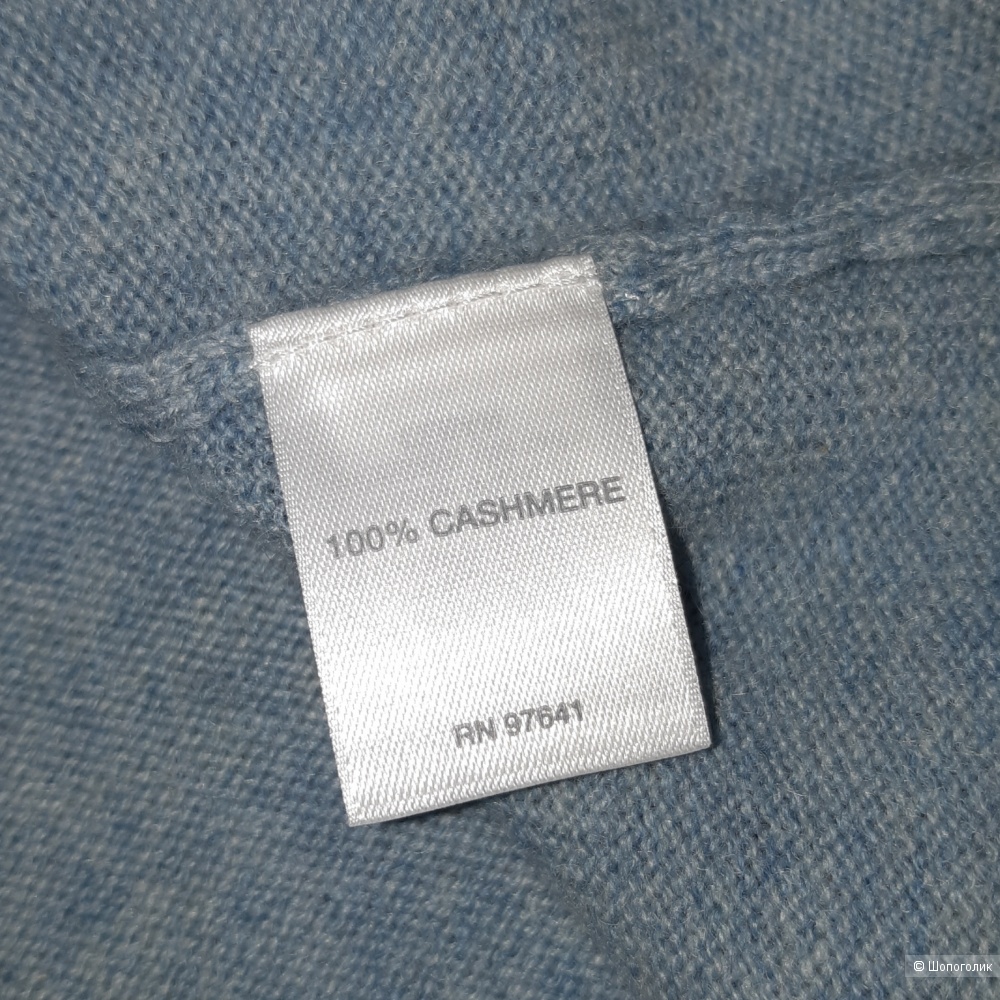 100% CASHMERE
RN 97641
© Шопоголик